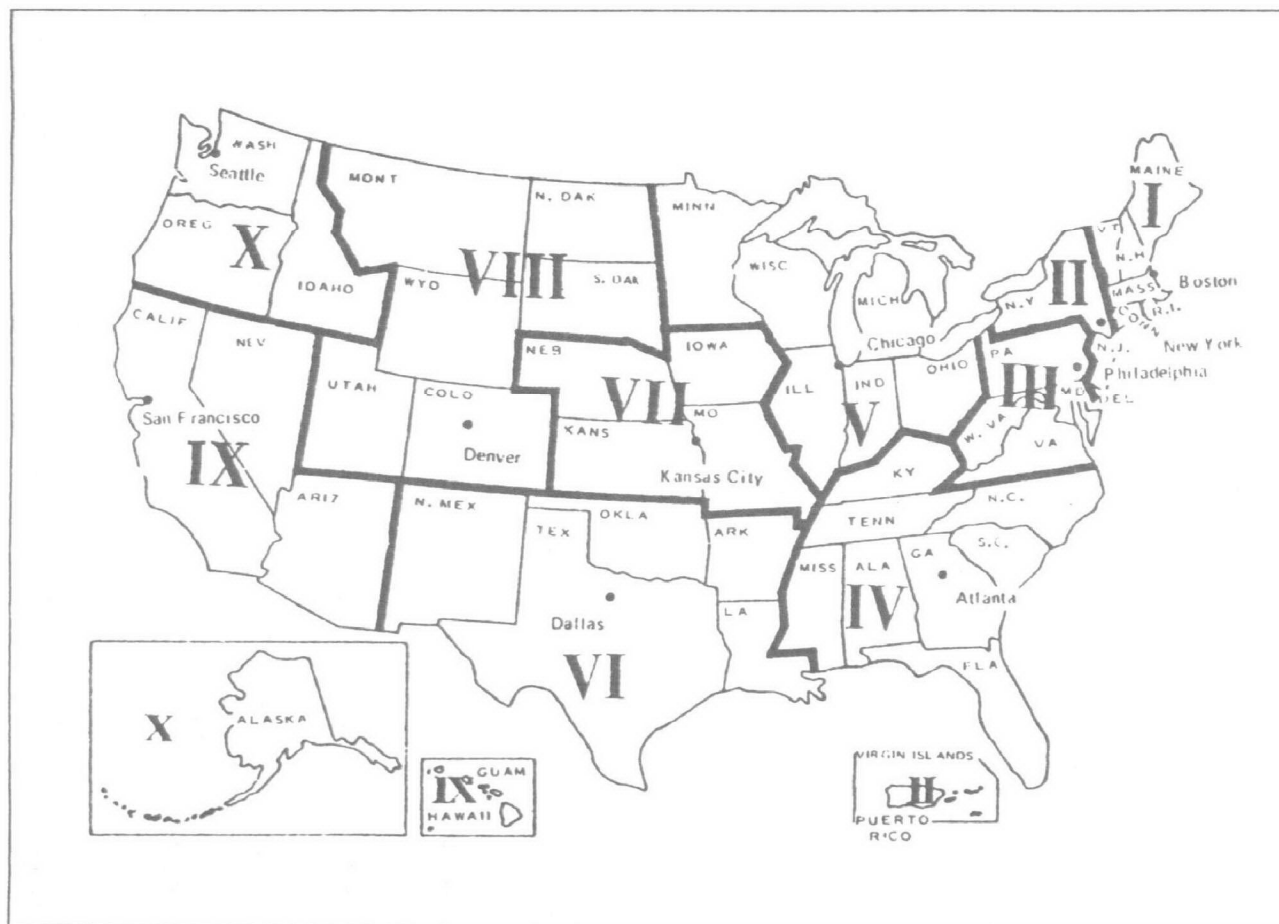 WASH
Seattle
OREG
X
IDAHO
MONT
N. DAK
VIII
S. DAK
WYO
MINN
WISC
MICH
MAINE
I
V T.
N.H
MASS
Boston
R.I.
CONN
N.Y
II
New York
CALIF
NEV
San Francisco
IX
UTAH
COLO
Denver
NEB
VII
IOWA
KANS
MO
Kansas City
Chicago
ILL
IND
V
OHIO
PA
III
N.J.
Philadelphia
MD
DEL
W. VA
VA
KY
ARIZ
N. MEX
TEX
OKLA
ARK
Dallas
VI
LA
TENN
N.C.
S.C.
MISS
ALA
IV
GA
Atlanta
FLA
X
ALASKA
IX
GUAM
HAWAII
VIRGIN ISLANDS
II
PUERTO
RICO